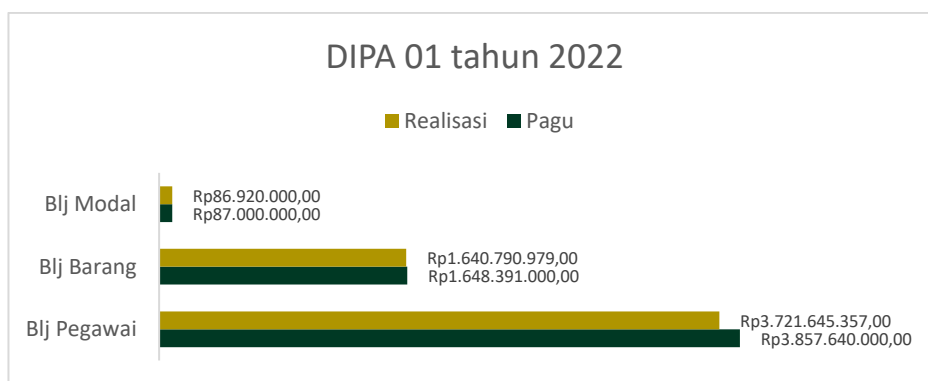 DIPA 01 tahun 2022
Realisasi Pagu
Blj Modal
Rp86.920.000,00
Rp87.000.000,00
Blj Barang
Rp1.640.790.979,00
Rp1.648.391.000,00
Blj Pegawai
Rp3.721.645.357,00
Rp3.857.640.000,00